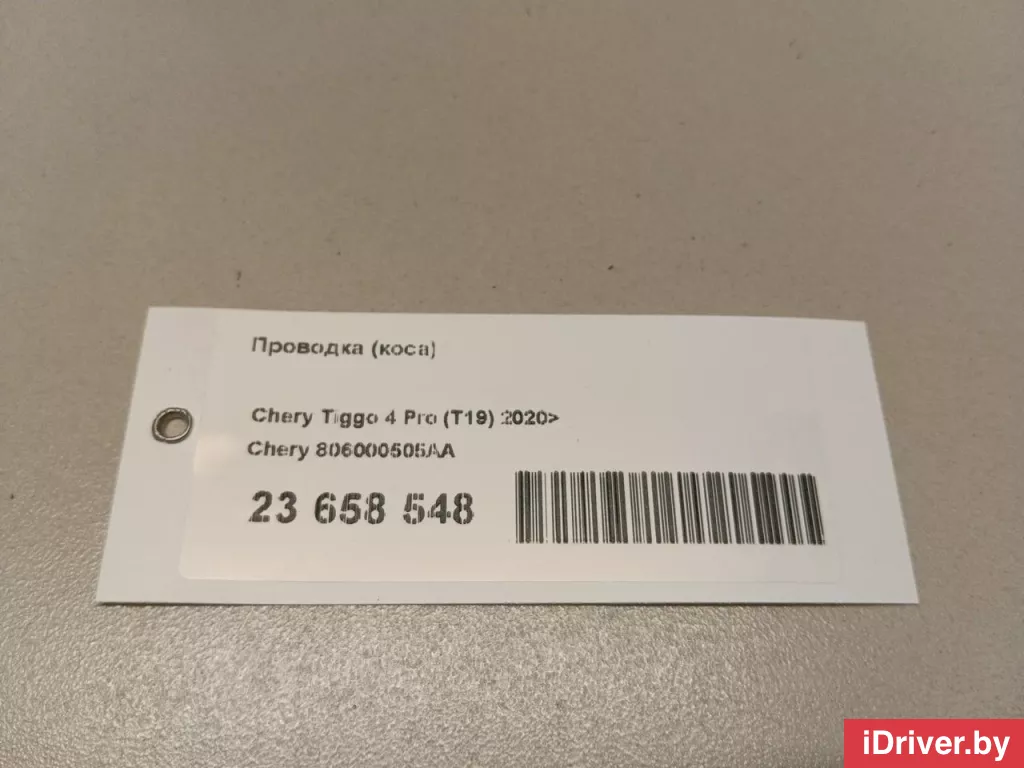 Проводка (коса)
Chery Tiggo 4 Pro (T19) 2020>
Chery 806000505AA
23 658 548
iDriver.by